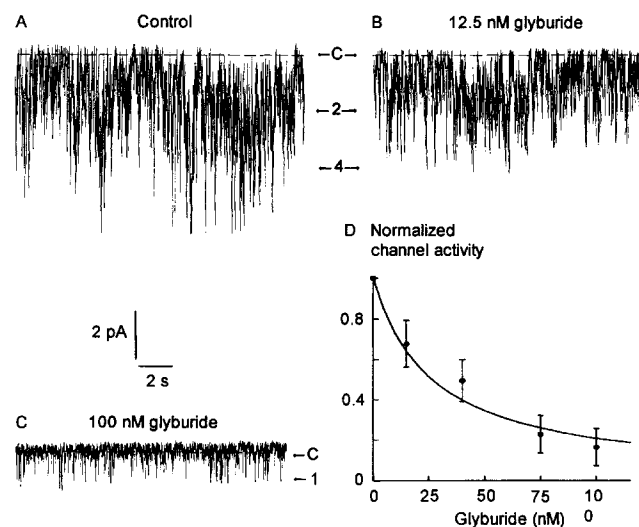 A Control
B 12.5 nM glyburide
←C→
←2→
←4→
2 pA
2 s
C 100 nM glyburide
←C
←1
D Normalized
channel activity
0.8
0.4
0
0 25 50 75 10
0
Glyburide (nM)